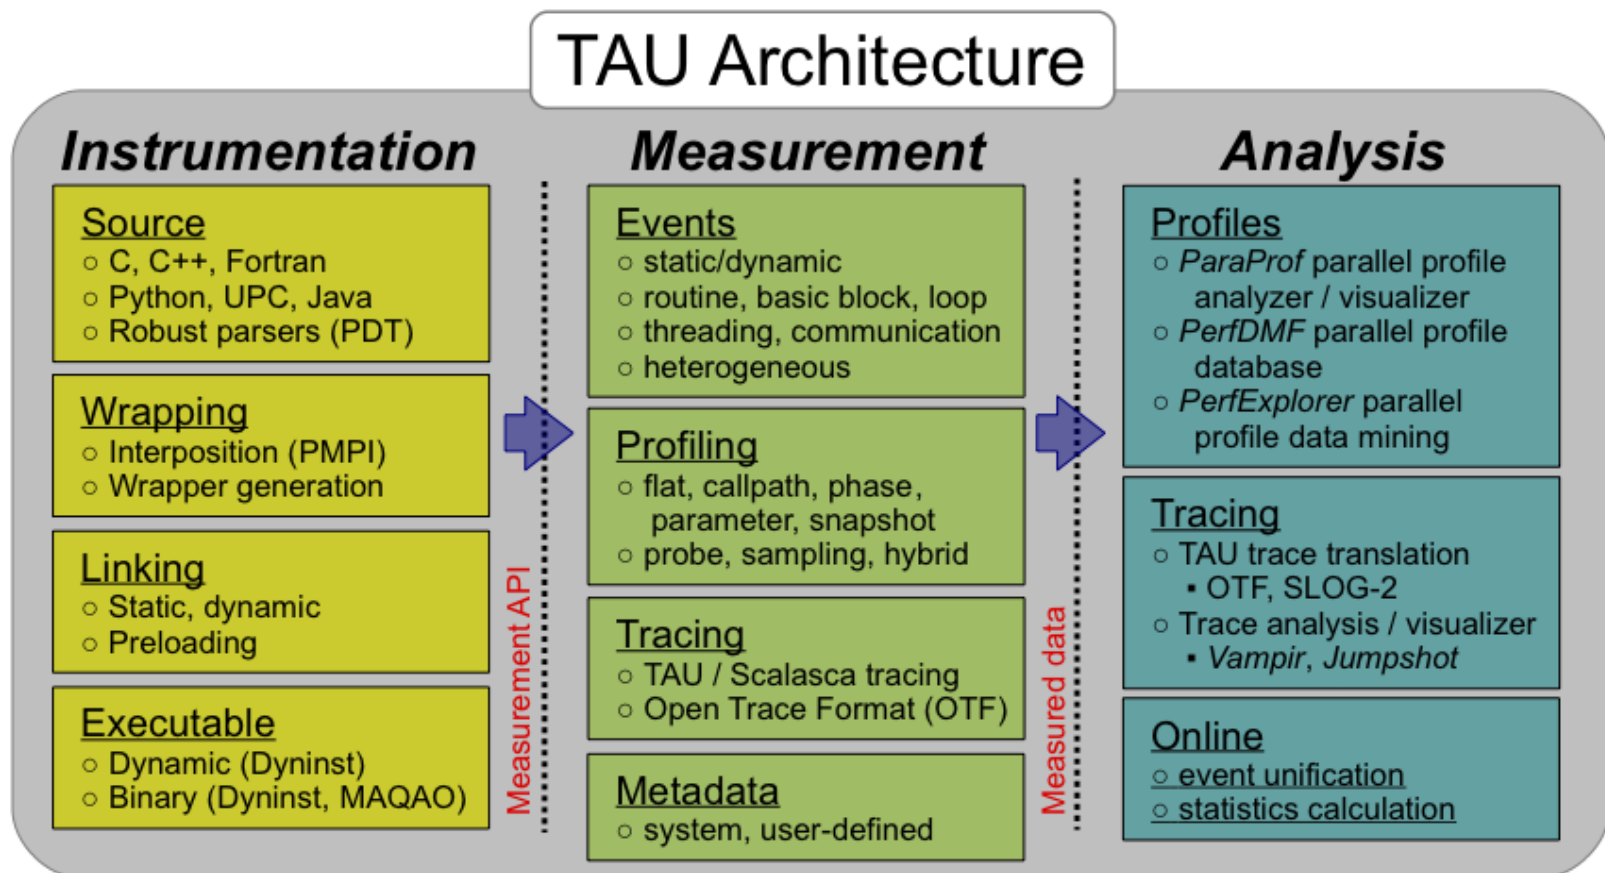 TAU Architecture
Instrumentation
Source
○ C, C++, Fortran
○ Python, UPC, Java
○ Robust parsers (PDT)
Wrapping
○ Interposition (PMPI)
○ Wrapper generation
Linking
○ Static, dynamic
○ Preloading
Executable
○ Dynamic (Dyninst)
○ Binary (Dyninst, MAQAO)
Measurement API
Measurement
Events
○ static/dynamic
○ routine, basic block, loop
○ threading, communication
○ heterogeneous
Profiling
○ flat, callpath, phase,
parameter, snapshot
○ probe, sampling, hybrid
Tracing
○ TAU / Scalasca tracing
○ Open Trace Format (OTF)
Metadata
○ system, user-defined
Measured data
Analysis
Profiles
○ ParaProf parallel profile
analyzer / visualizer
○ PerfDMF parallel profile
database
○ PerfExplorer parallel
profile data mining
Tracing
○ TAU trace translation
▪ OTF, SLOG-2
○ Trace analysis / visualizer
▪ Vampir, Jumpshot
Online
○ event unification
○ statistics calculation